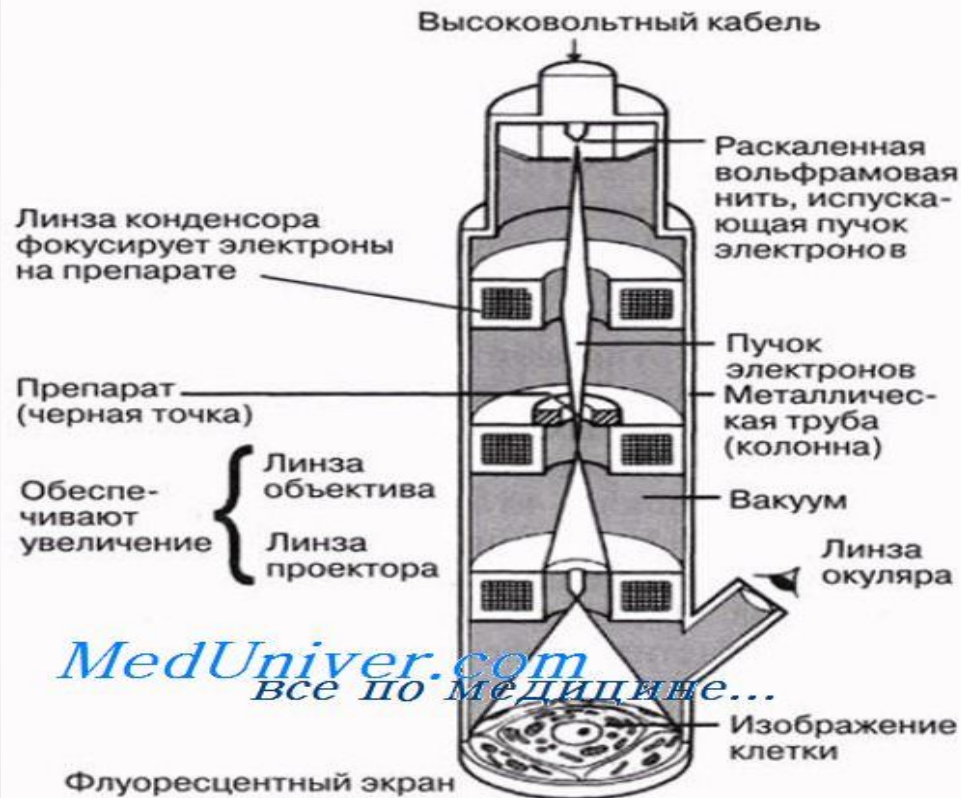 Высоковольтный кабель
Раскаленная
вольфрамовая
нить, испуска-
ющая пучок
электронов
Линза конденсора
фокусирует электроны
на препарате
Пучок
электронов
Металличес-
кая труба
(колонна)
Препарат
(черная точка)
Обеспе-
чивают
увеличение
Линза
объектива
Линза
проектора
Вакуум
Линза
окуляра
MedUniver.com
все по медицине...
Изображение
клетки
Флуоресцентный экран